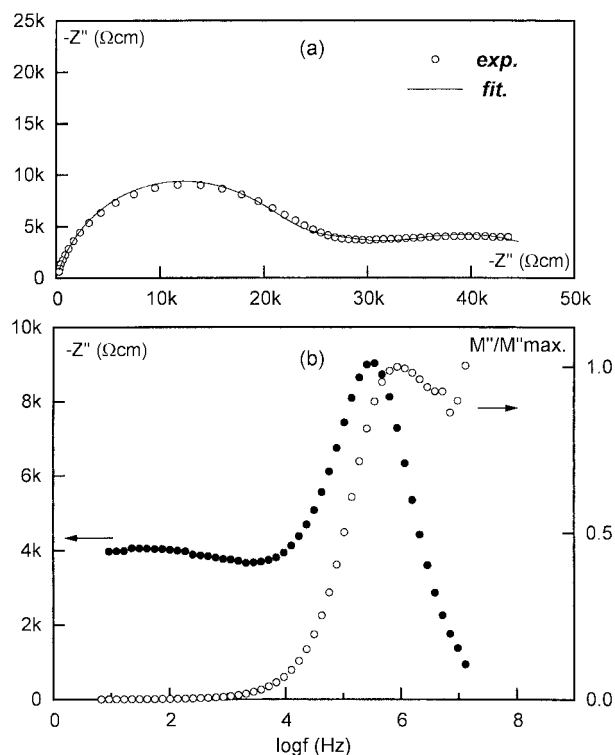 25k
-Z" (Ωcm)
(a)
20k
exp.
fit.
15k
10k
5k
0
-Z" (Ωcm)
0 10k 20k 30k 40k 50k
10k
-Z" (Ωcm)
(b)
M"/M"max.
8k
6k
4k
2k
0
1.0
0.5
0
0 2 4 6 8
logf (Hz)